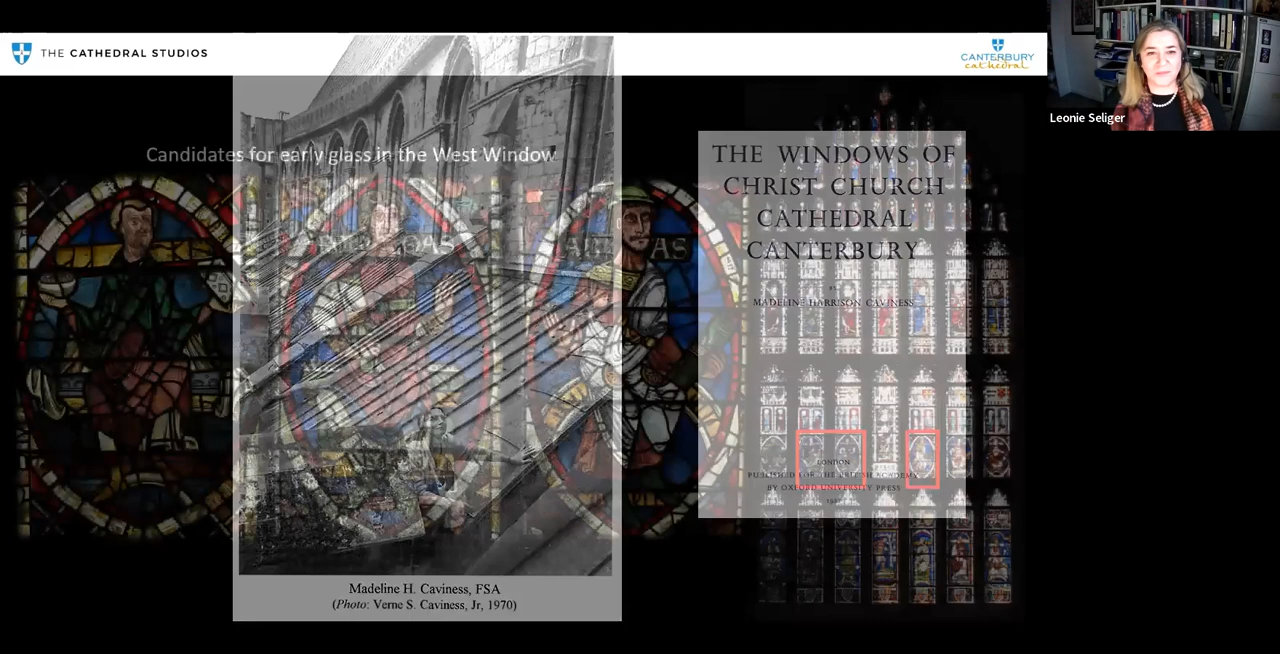 THE CATHEDRAL STUDIOS
CANTERBURY
cathedral
Leonie Seliger
Candidates for early glass in the West Window
THE WINDOWS OF
CHRIST CHURCH
CATHEDRAL
CANTERBURY
BY
MADELINE HARRISON CAVINESS
AS
LONDON
PUBLISHED FOR THE BRITISH ACADEMY
BY OXFORD UNIVERSITY PRESS
Madeline H. Caviness, FSA
(Photo: Verne S. Caviness, Jr, 1970)